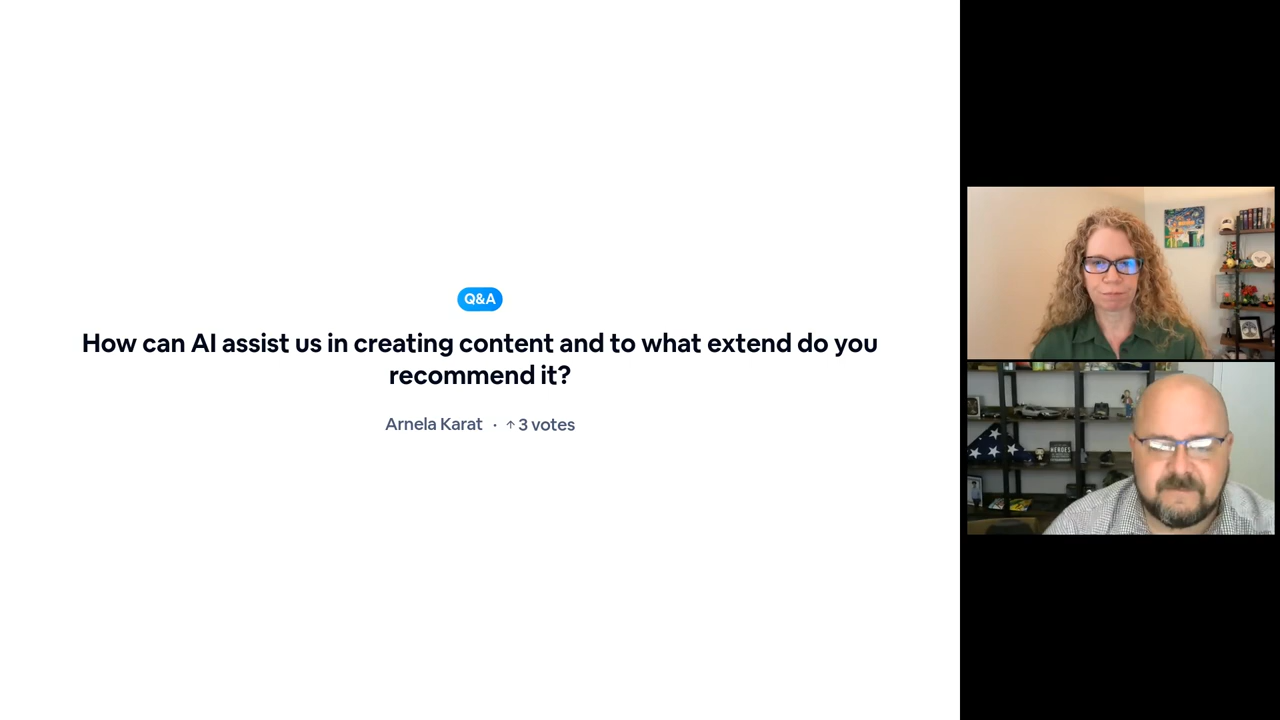 Q&A
How can AI assist us in creating content and to what extend do you
recommend it?
Arnela Karat · ↑ 3 votes
HEROES